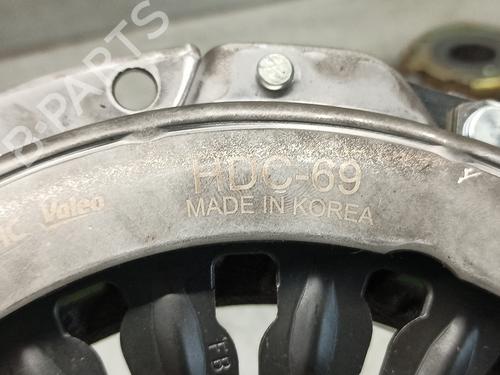 B-PARTS
HDC-69
Valeo
MADE IN KOREA
FB